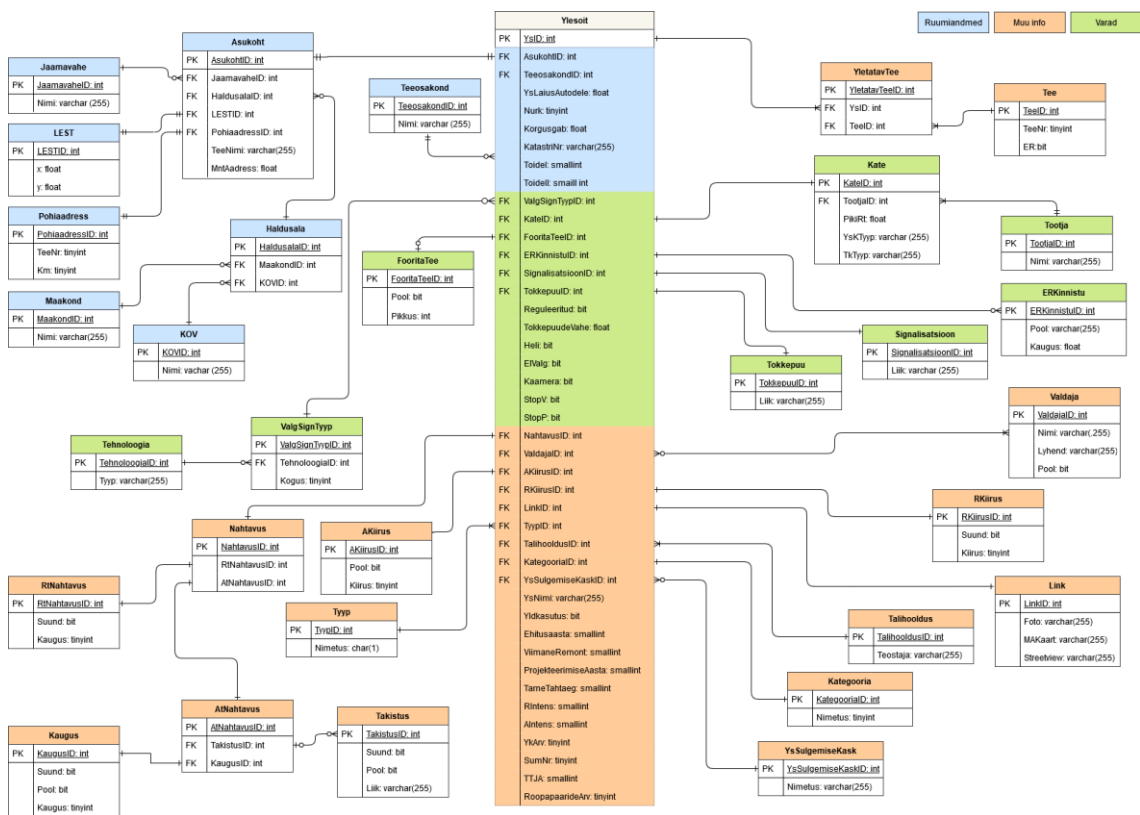 Ruumiandmed
Muu info
Varad
Ylesoit
PK YsID: int
FK AsukohtID: int
FK TeeosakondID: int
YsLaiusAutodele: float
Nurk: tinyint
Korgusgab: float
KatastriNr: varchar(255)
Toidel: smallint
Toidell: smaill int
FK ValgSignTypID: int
FK KateID: int
FK FooritaTeeID: int
FK ERKinnistuID: int
FK SignalisatsioonID: int
FK TokkepuuID: int
Reguleeritud: bit
TokkepuudeVahe: float
Heli: bit
ElValg: bit
Kaamera: bit
StopV: bit
StopP: bit
FK NahtavusID: int
FK ValdajaID: int
FK AKiirusID: int
FK RKiirusID: int
FK LinkID: int
FK TypID: int
FK TalihooldusID: int
FK KategooriaID: int
FK YsSulgemiseKaskID: int
YsNimi: varchar(255)
Yldkasutus: bit
Ehitusaasta: smallint
ViimaneRemont: smallint
ProjekteerimiseAasta: smallint
TarneTahtaeg: smallint
RIntens: smallint
AIntens: smallint
YkArv: tinyint
SumNr: tinyint
TTJA: smallint
RoopapaarideArv: tinyint
Asukoht
PK AsukohtID: int
FK JaamavaheID: int
FK HaldusalaID: int
FK LESTID: int
FK PohiaadressID: int
TeeNimi: varchar(255)
MntAadress: float
Jaamavahe
PK JaamavaheID: int
Nimi: varchar (255)
LEST
PK LESTID: int
x: float
y: float
Pohiaadress
PK PohiaadressID: int
TeeNr: tinyint
Km: tinyint
Maakond
PK MaakondID: int
Nimi: varchar(255)
Haldusala
PK HaldusalaID: int
FK MaakondID: int
FK KOVID: int
KOV
PK KOVID: int
Nimi: vachar (255)
Teeosakond
PK TeeosakondID: int
Nimi: varchar (255)
FooritaTee
PK FooritaTeeID: int
Pool: bit
Pikkus: int
YletatavTee
PK YletatavTeeID: int
FK YsID: int
FK TeeID: int
Tee
PK TeeID: int
TeeNr: tinyint
ER:bit
Kate
PK KateID: int
FK TootjaID: int
PikiRt: float
YsKTyyp: varchar (255)
TkTyyp: varchar(255)
Tootja
PK TootjaID: int
Nimi: varchar(255)
ERKinnistu
PK ERKinnistuID: int
Pool: varchar(255)
Kaugus: float
Signalisatsioon
PK SignalisatsioonID: int
Liik: varchar (255)
Tokkepuu
PK TokkepuuID: int
Liik: varchar(255)
Valdaja
PK ValdajaID: int
Nimi: varchar(,255)
Lyhend: varchar(255)
Pool: bit
Tehnoloogia
PK TehnoloogiaID: int
Typ: varchar(255)
ValgSignTyyp
PK ValgSignTypID: int
FK TehnoloogiaID: int
Kogus: tinyint
Nahtavus
PK NahtavusID: int
RtNahtavusID: int
AtNahtavusID: int
AKiirus
PK AKiirusID: int
Pool: bit
Kiirus: tinyint
RKiirus
PK RKiirusID: int
Suund: bit
Kiirus: tinyint
RtNahtavus
PK RtNahtavusID: int
Suund: bit
Kaugus: tinyint
Tyyp
PK TypID: int
Nimetus: char(1)
Link
PK LinkID: int
Foto: varchar(255)
MAKaart: varchar(255)
Streetview: varchar(255)
Talihooldus
PK TalihooldusID: int
Teostaja: varchar(255)
Kategooria
PK KategooriaID: int
Nimetus: tinyint
AtNahtavus
PK AtNahtavusID: int
FK TakistusID: int
FK KaugusID: int
Takistus
PK TakistusID: int
Suund: bit
Pool: bit
Liik: varchar(255)
Kaugus
PK KaugusID: int
Suund: bit
Pool: bit
Kaugus: tinyint
YsSulgemiseKask
PK YsSulgemiseKaskID: int
Nimetus: varchar(255)